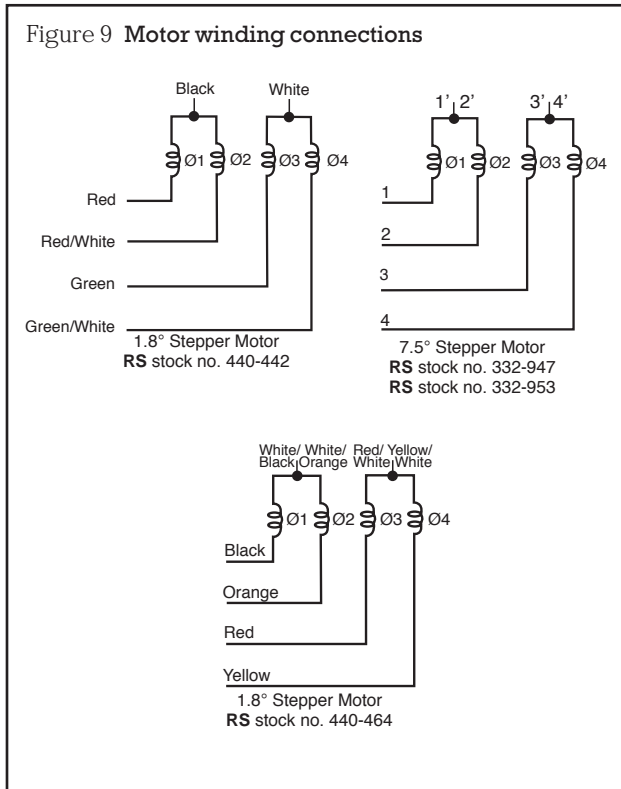 Figure 9 Motor winding connections
Black White
Ø1 Ø2 Ø3 Ø4
Red
Red/White
Green
Green/White
1.8° Stepper Motor
RS stock no. 440-442
1’ 2’ 3’ 4’
Ø1 Ø2 Ø3 Ø4
1
2
3
4
7.5° Stepper Motor
RS stock no. 332-947
RS stock no. 332-953
White/ White/ Red/ Yellow/
Black Orange White White
Ø1 Ø2 Ø3 Ø4
Black
Orange
Red
Yellow
1.8° Stepper Motor
RS stock no. 440-464